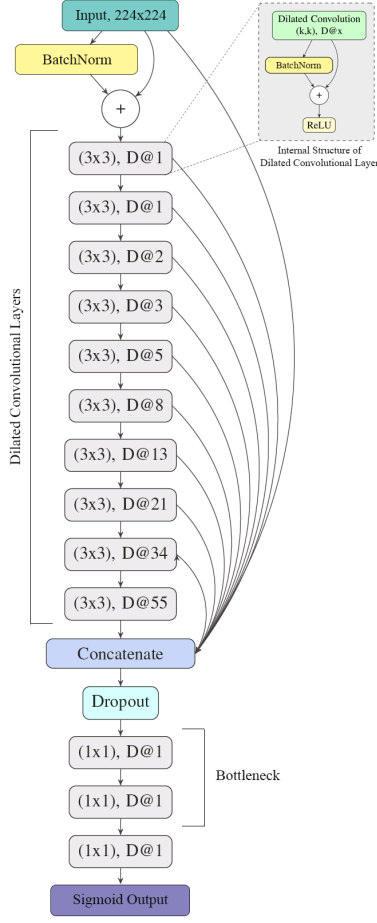 Input, 224x224
BatchNorm
+
Dilated Convolution
(k,k), D@x
BatchNorm
+
ReLU
Internal Structure of
Dilated Convolutional Layer
Dilated Convolutional Layers
(3x3), D@1
(3x3), D@1
(3x3), D@2
(3x3), D@3
(3x3), D@5
(3x3), D@8
(3x3), D@13
(3x3), D@21
(3x3), D@34
(3x3), D@55
Concatenate
Dropout
(1x1), D@1
(1x1), D@1
Bottleneck
(1x1), D@1
Sigmoid Output